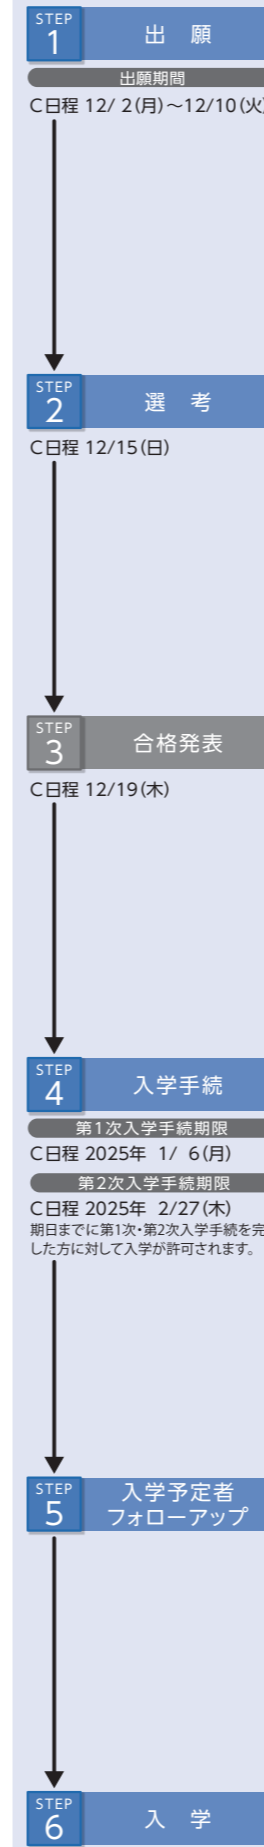 STEP
1
出 願
出願期間
C日程 12/ 2(月)～12/10(火)
STEP
2
選 考
C日程 12/15(日)
STEP
3
合格発表
C日程 12/19(木)
STEP
4
入学手続
第1次入学手続期限
C日程 2025年 1/ 6(月)
第2次入学手続期限
C日程 2025年 2/27(木)
期日までに第1次・第2次入学手続を完
した方に対して入学が許可されます。
STEP
5
入学予定者
フォローアップ
STEP
6
入 学